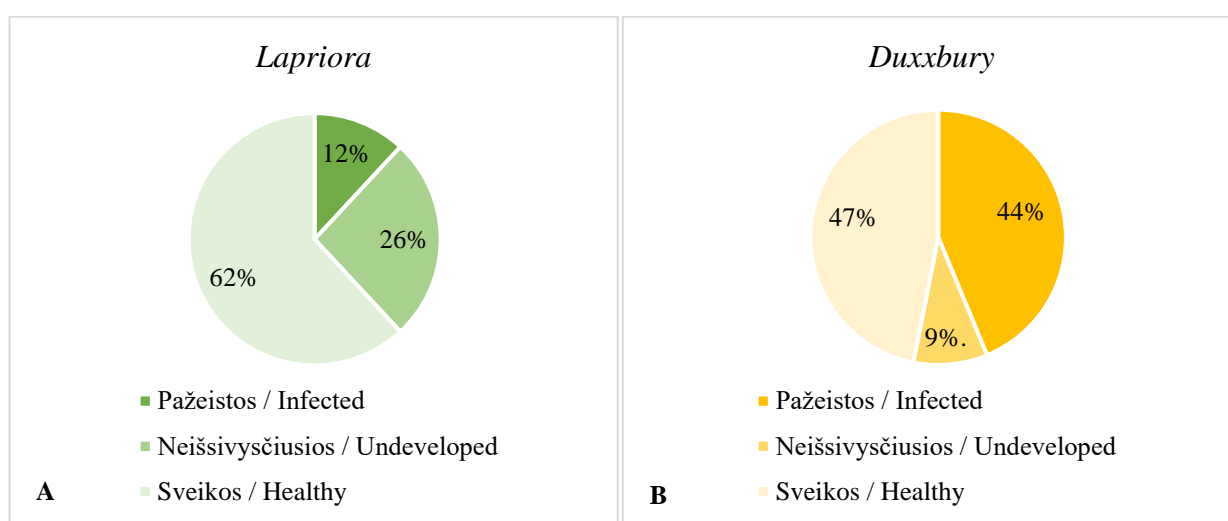 Lapriora
12%
26%
62%
Pažeistos / Infected
Neišsivysčiusios / Undeveloped
Sveikos / Healthy
A
Duxxbury
44%
47%
9%.
Pažeistos / Infected
Neišsivysčiusios / Undeveloped
Sveikos / Healthy
B